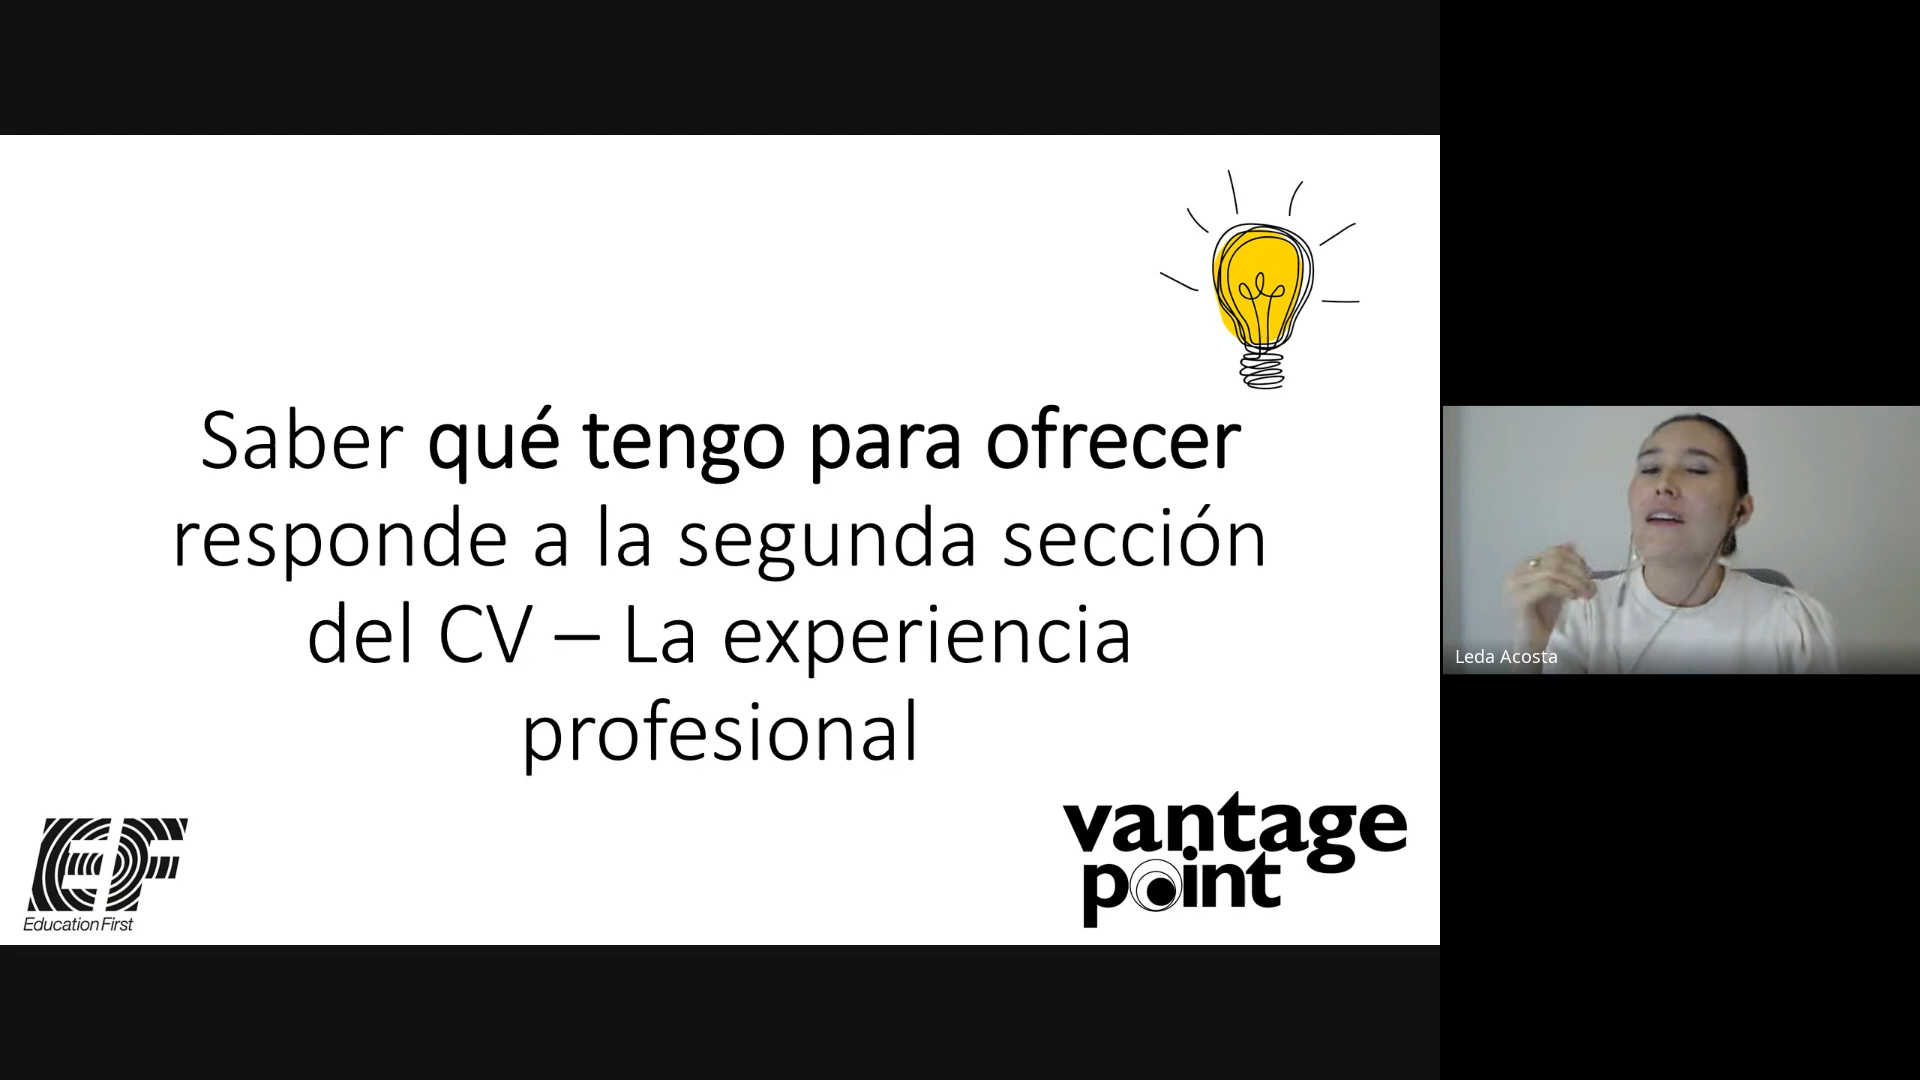 Saber qué tengo para ofrecer
responde a la segunda sección
del CV – La experiencia
profesional
EF
Education First
vantage
point
Leda Acosta